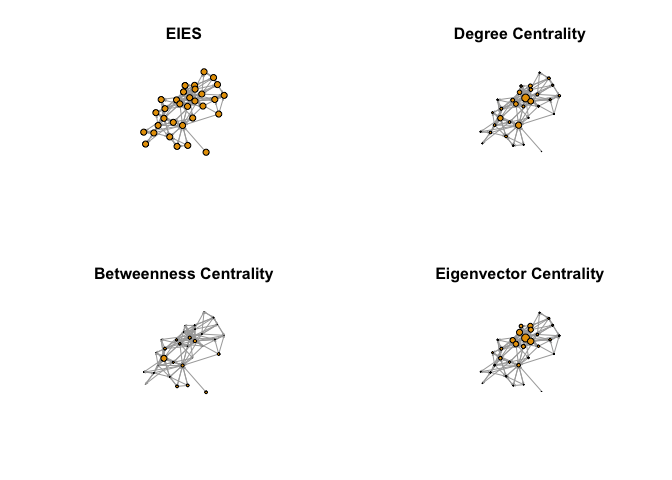 EIES
Degree Centrality
Betweenness Centrality
Eigenvector Centrality